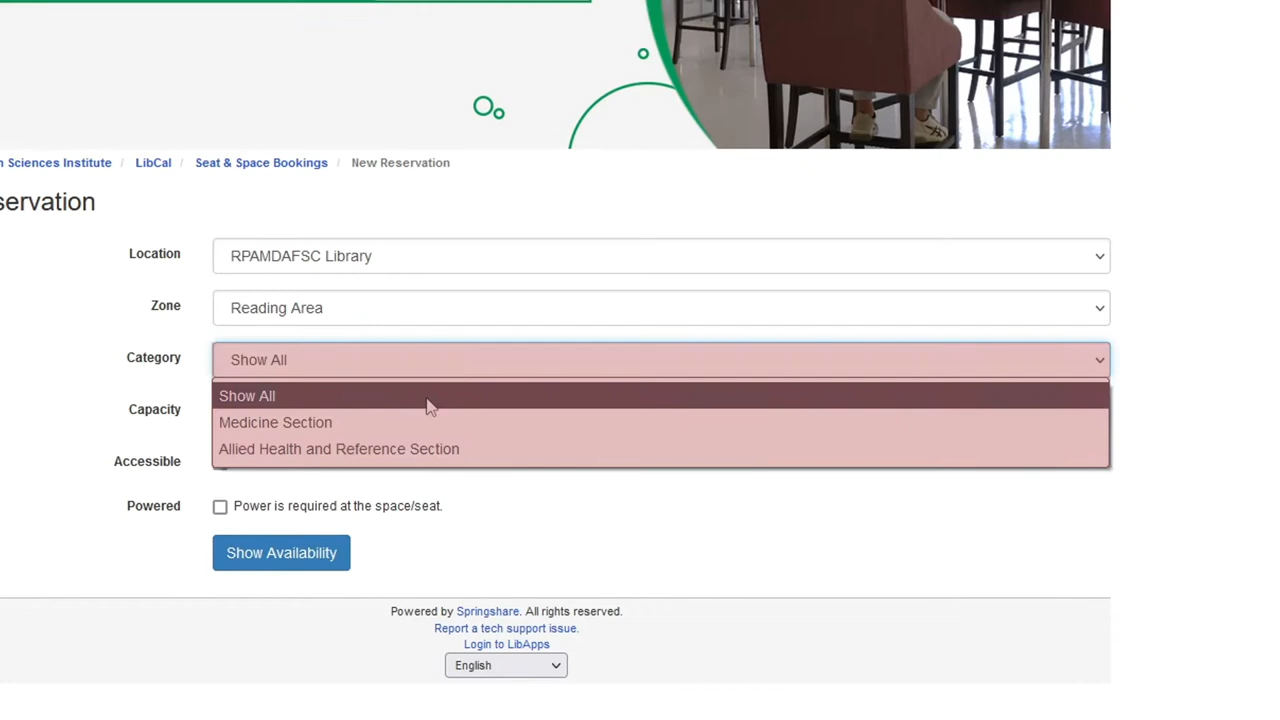 n Sciences Institute / LibCal / Seat & Space Bookings / New Reservation
servation
Location RPAMDAFSC Library
Zone Reading Area
Category Show All
Show All
Capacity
Medicine Section
Allied Health and Reference Section
Accessible
Powered Power is required at the space/seat.
Show Availability
Powered by Springshare. All rights reserved.
Report a tech support issue.
Login to LibApps
English